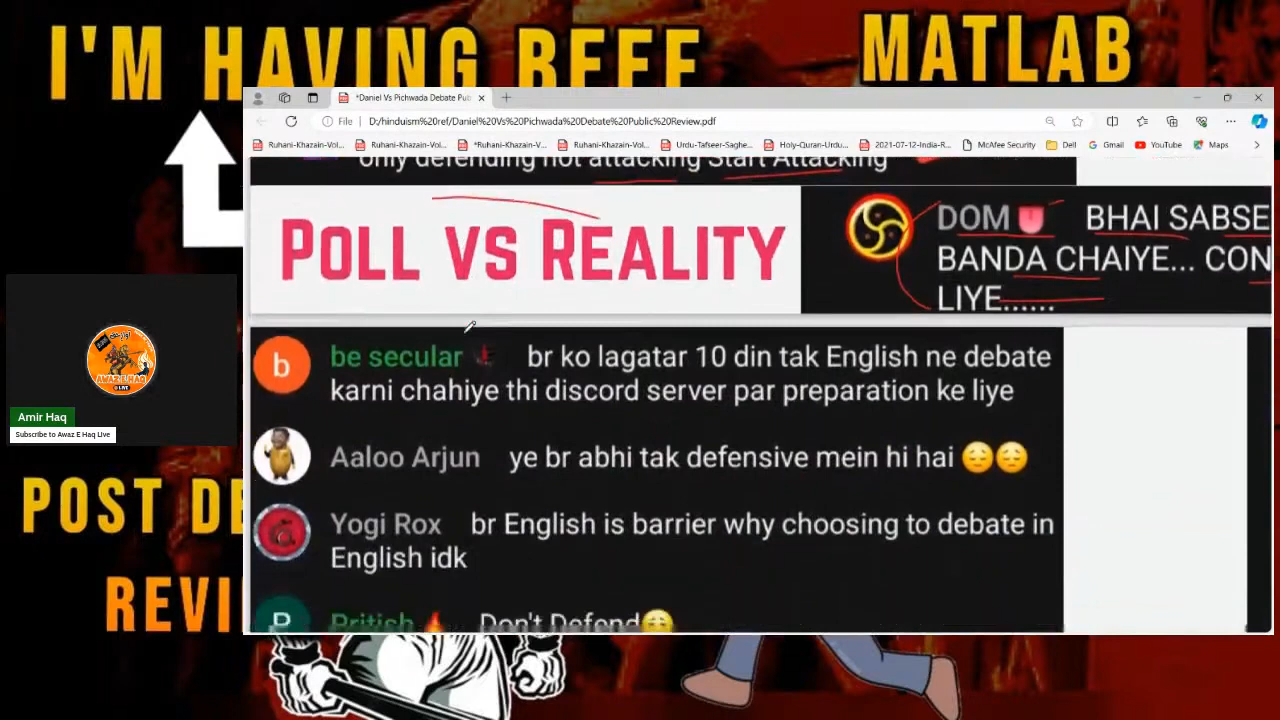 I'M HAVING BEEF
MATLAB
*Daniel Vs Pichwada Debate Pub
File D:/hinduism%20ref/Daniel%20Vs%20Pichwada%20Debate%20Public%20Review.pdf
Ruhani-Khazain-Vol... Ruhani-Khazain-Vol... *Ruhani-Khazain-V... Ruhani-Khazain-Vol... Urdu-Tafseer-Saghe... Holy-Quran-Urdu... 2021-07-12-India-R... McAfee Security Dell Gmail YouTube Maps
only defending not attacking Start Attacking
POLL VS REALITY
DOM BHAI SABSE
BANDA CHAIYE... CON
LIYE......
b be secular br ko lagatar 10 din tak English ne debate
karni chahiye thi discord server par preparation ke liye
Aaloo Arjun ye br abhi tak defensive mein hi hai
Yogi Rox br English is barrier why choosing to debate in
English idk
P Pritish Don't Defend
AWAZ E HAQ
LIVE
Amir Haq
Subscribe to Awaz E Haq Live
POST DE
REVI